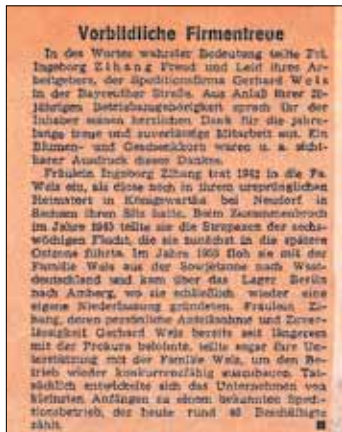 Vorbildliche Firmentreue
In des Wortes wahrster Bedeutung teilte Frl.
Ingeborg Zihang Freud und Leid ihres Ar-
beitgebers, der Speditionsfirma Gerhard Wels
in der Bayreuther Straße. Aus Anlaß ihrer 20-
jährigen Betriebszugehörigkeit sprach ihr der
Inhaber seinen herzlichen Dank für die jahre-
lange treue und zuverlässige Mitarbeit aus. Ein
Blumen- und Geschenkkorb waren u. a. sicht-
barer Ausdruck dieses Dankes.
Fräulein Ingeborg Zihang trat 1942 in die Fa.
Wels ein, als diese noch in ihrem ursprünglichen
Heimatort in Königswartha bei Neudorf in
Sachsen ihren Sitz hatte. Beim Zusammenbruch
im Jahre 1945 teilte sie die Strapazen der sechs-
wöchigen Flucht, die sie zunächst in die spätere
Ostzone führte. Im Jahre floh sie mit der
Familie Wels aus der Sowjetzone nach West-
deutschland und kam über das Lager Berlin
nach Amberg, wo sie schließlich wieder eine
eigene Niederlassung gründeten. Fräulein Zi-
hang, deren persönliche Anteilnahme und Zuver-
lässigkeit Gerhard Wels bereits seit längerem
mit der Prokura belohnte, teilte sogar ihre Un-
terstützung mit der Familie Wels, um den Be-
trieb wieder konkurrenzfähig auszubauen. Tat-
sächlich entwickelte sich das Unternehmen von
kleinsten Anfängen zu einem bekannten Spedi-
tionsbetrieb, der heute rund 40 Beschäftigte
zählt.